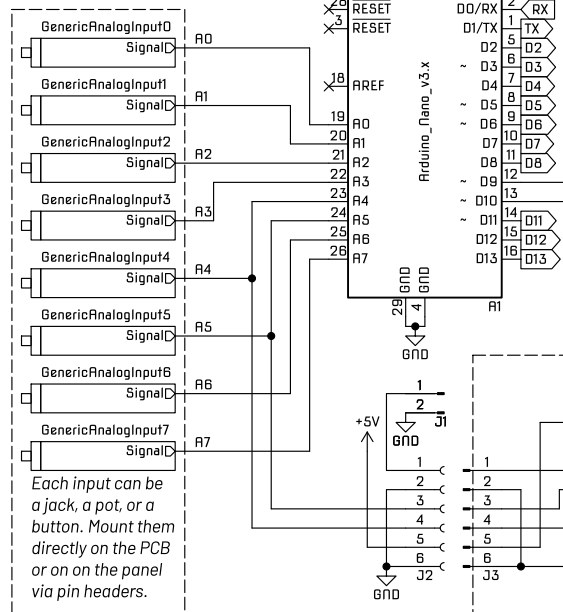 GenericAnalogInput0
Signal
A0
GenericAnalogInput1
Signal
A1
GenericAnalogInput2
Signal
A2
GenericAnalogInput3
Signal
A3
GenericAnalogInput4
Signal
A4
GenericAnalogInput5
Signal
A5
GenericAnalogInput6
Signal
A6
GenericAnalogInput7
Signal
A7
Each input can be
a jack, a pot, or a
button. Mount them
directly on the PCB
or on on the panel
via pin headers.
28 RESET
3 RESET
18 AREF
19 A0
20 A1
21 A2
22 A3
23 A4
24 A5
25 A6
26 A7
Arduino_Nano_v3.x
D0/RX 2 RX
D1/TX 1 TX
D2 5 D2
~ D3 6 D3
D4 7 D4
~ D5 8 D5
~ D6 9 D6
D7 10 D7
D8 11 D8
~ D9 12
~ D10 13
~ D11 14 D11
D12 15 D12
D13 16 D13
GND GND
29 4
A1
GND
1
2
J1
GND
+5V
1
2
3
4
5
6
J2
GND
1
2
3
4
5
6
J3